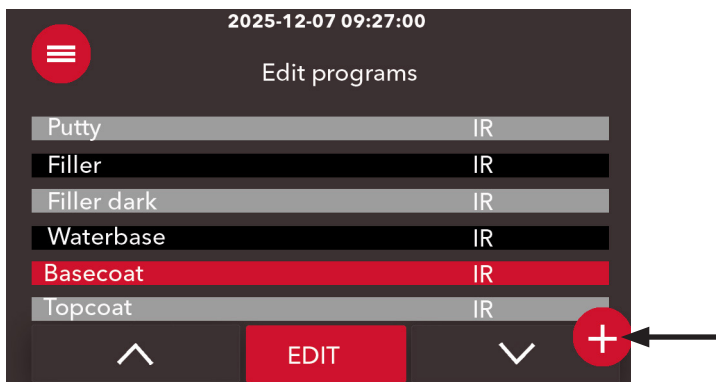 2025-12-07 09:27:00
Edit programs
Putty IR
Filler IR
Filler dark IR
Waterbase IR
Basecoat IR
Topcoat IR
EDIT
+